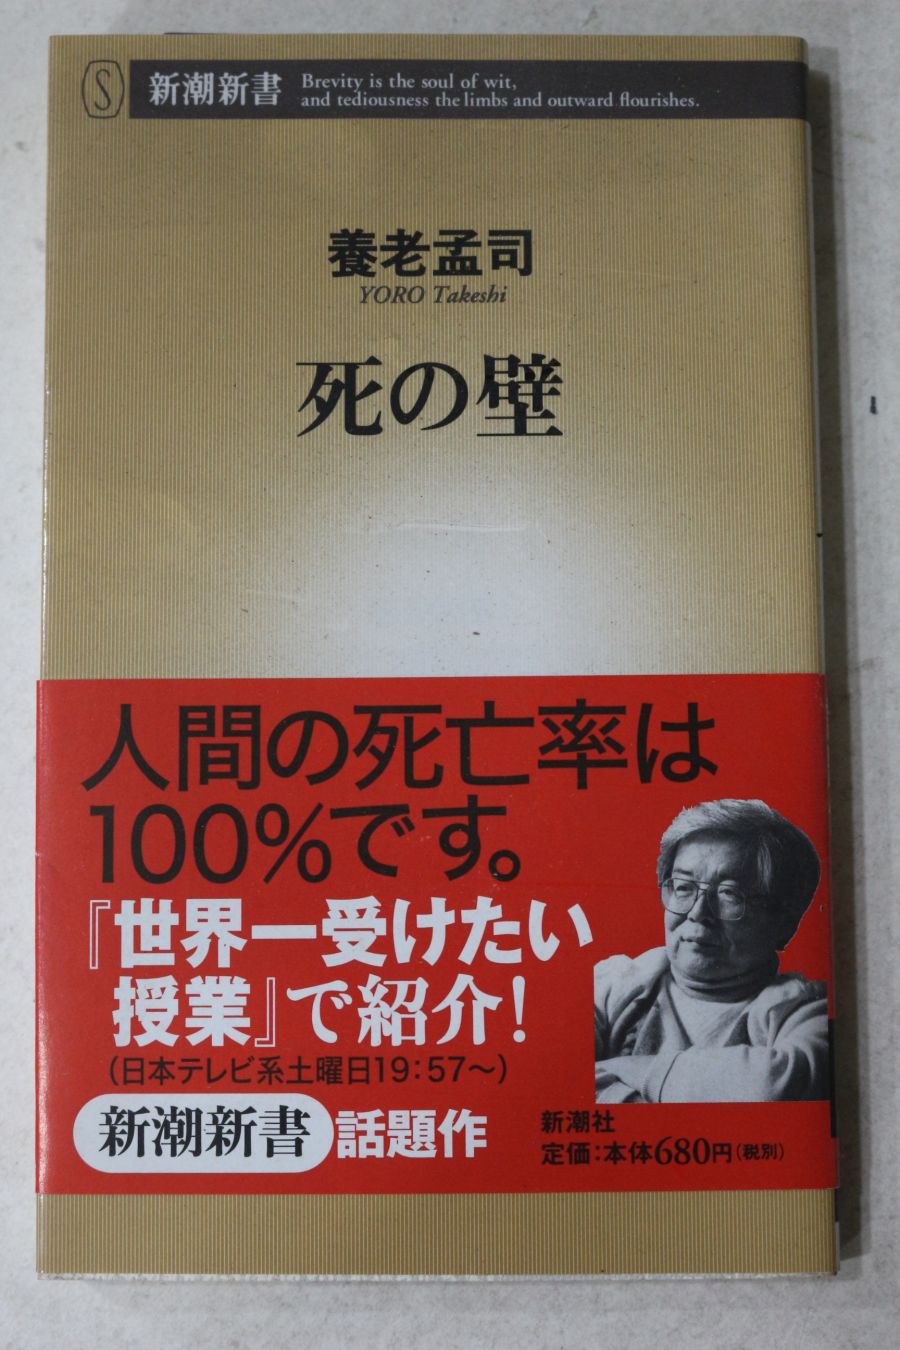 S
新潮新書
Brevity is the soul of wit,
and tediousness the limbs and outward flourishes.
養老孟司
YORO Takeshi
死の壁
人間の死亡率は
100%です。
『世界一受けたい
授業』で紹介!
(日本テレビ系土曜日19:57〜)
新潮新書 話題作
新潮社
定価:本体680円(税別)